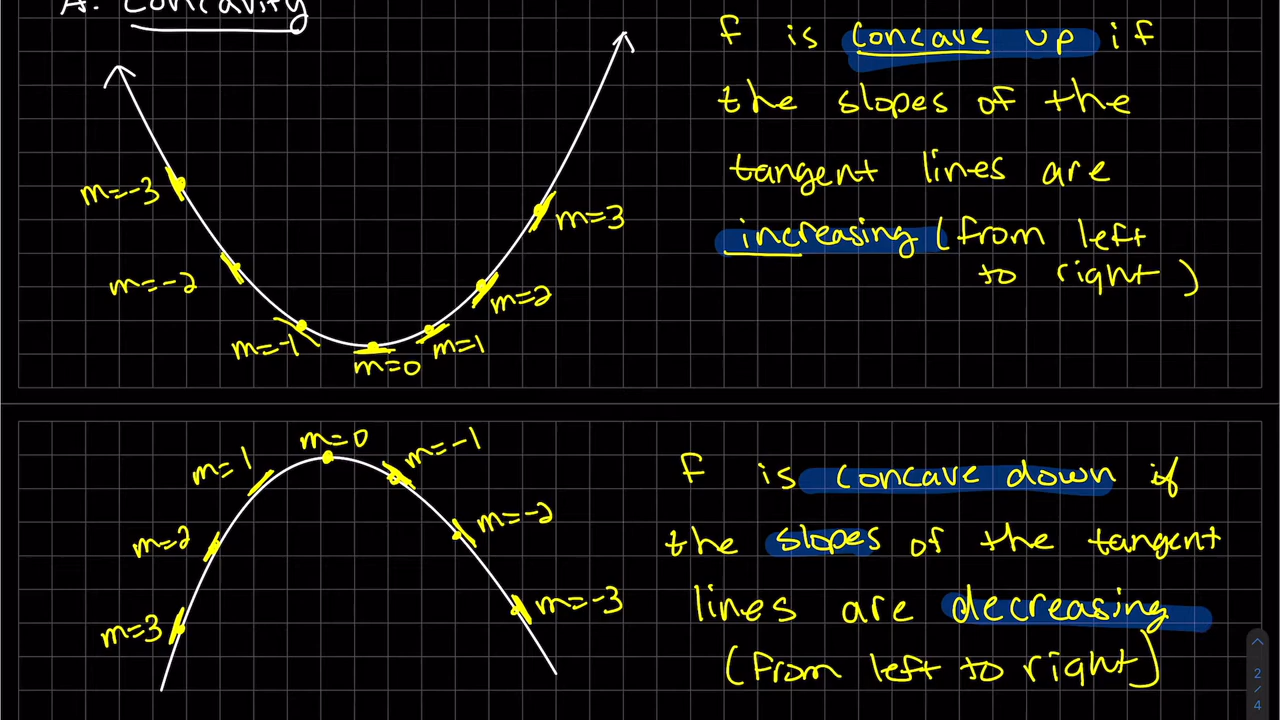 A. Concavity
f is concave up if
the slopes of the
tangent lines are
increasing (from left
to right)
m=-3
m=-2
m=-1
m=0
m=1
m=2
m=3
f is concave down if
the slopes of the tangent
lines are decreasing
(from left to right)
m=3
m=2
m=1
m=0
m=-1
m=-2
m=-3
2
/
4